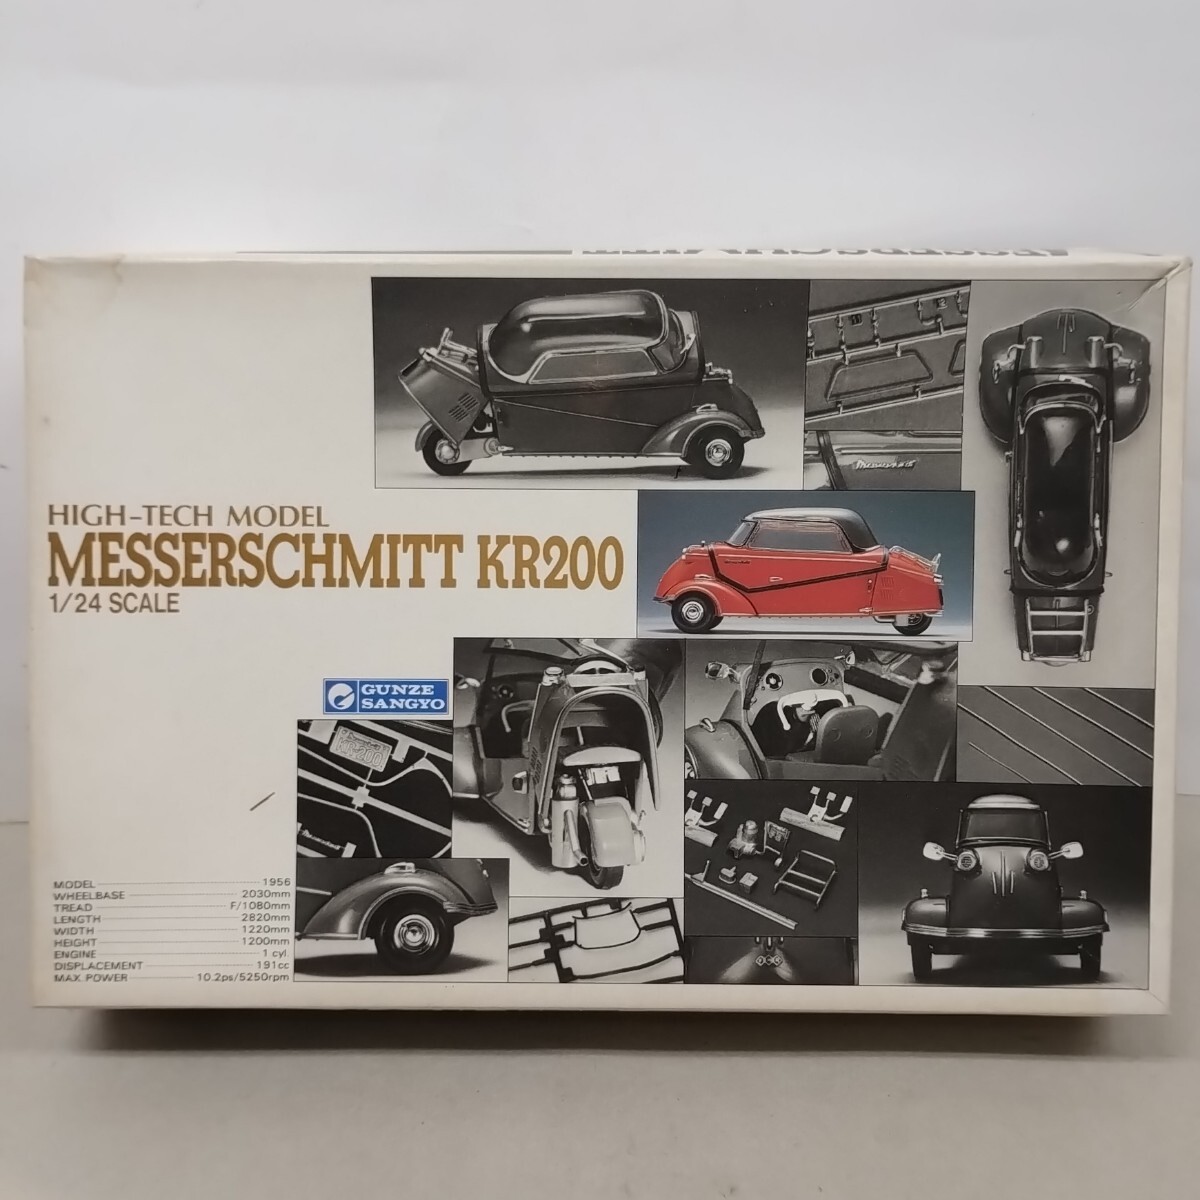 HIGH-TECH MODEL
MESSERSCHMITT KR200
1/24 SCALE
GUNZE
SANGYO
KR200
MODEL 1956
WHEELBASE 2030mm
TREAD F/1080mm
LENGTH 2820mm
WIDTH 1220mm
HEIGHT 1200mm
ENGINE 1 cyl.
DISPLACEMENT 191cc
MAX. POWER 10.2ps/5250rpm